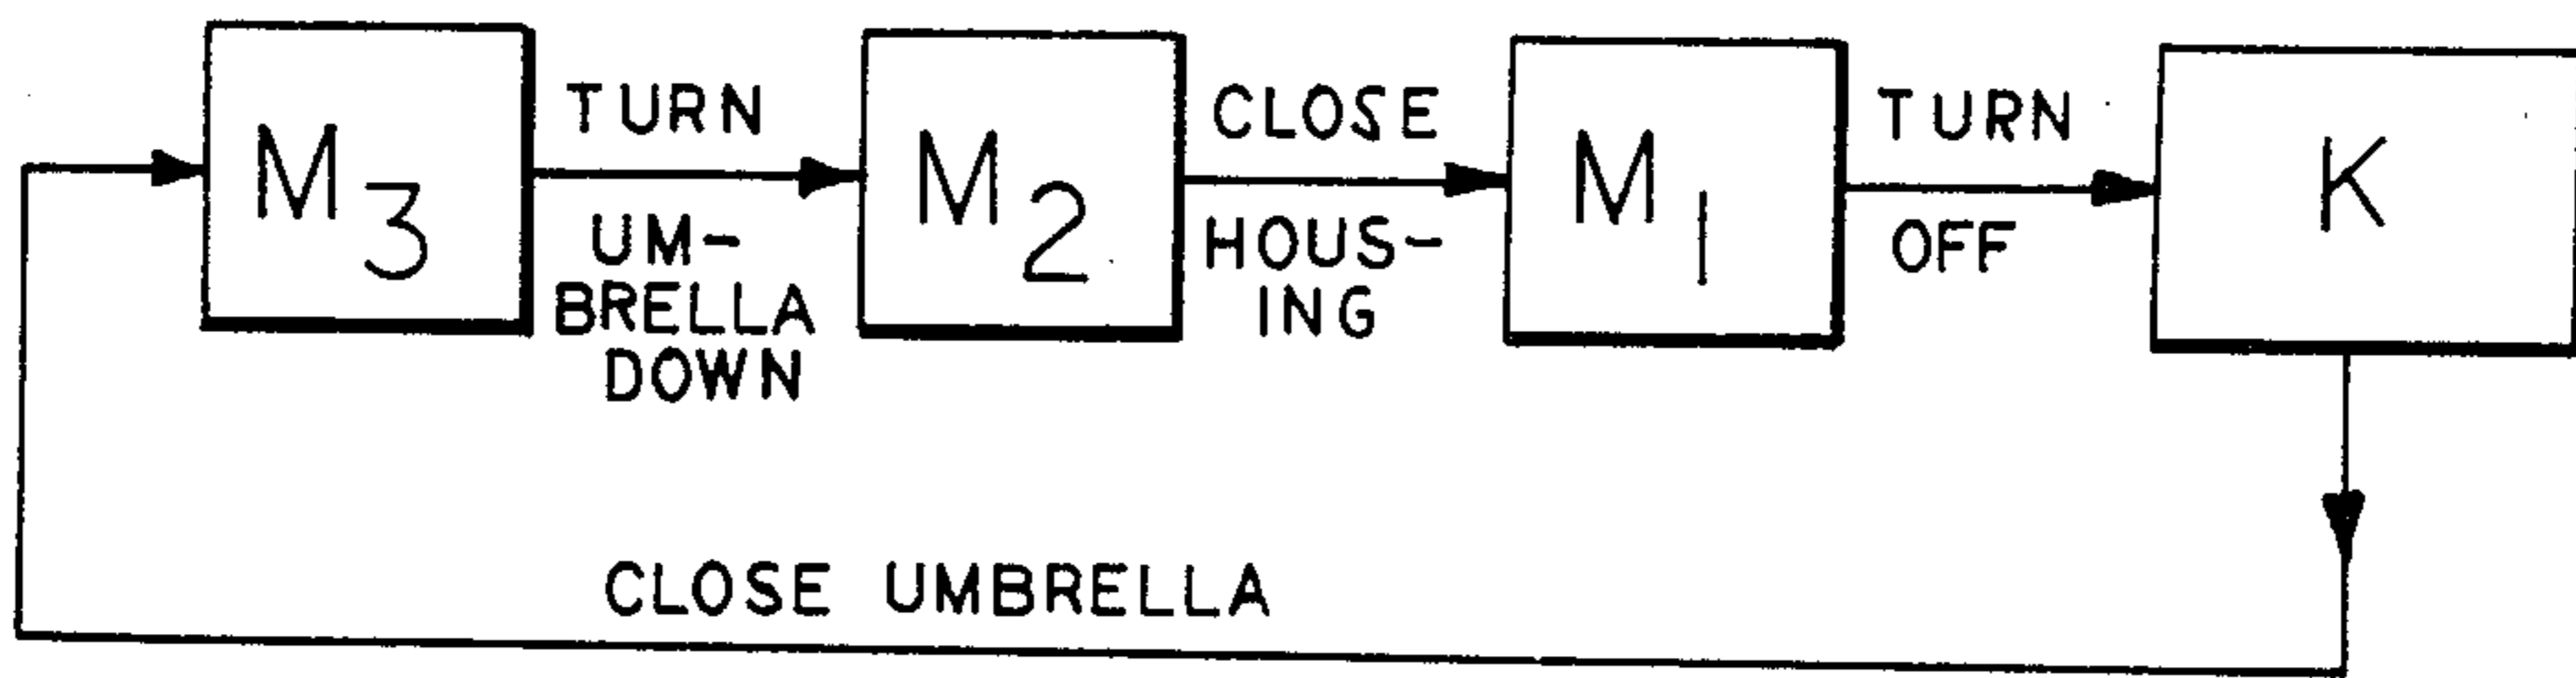 M3
TURN
UM-
BRELLA
DOWN
M2
CLOSE
HOUS-
ING
M1
TURN
OFF
K
CLOSE UMBRELLA